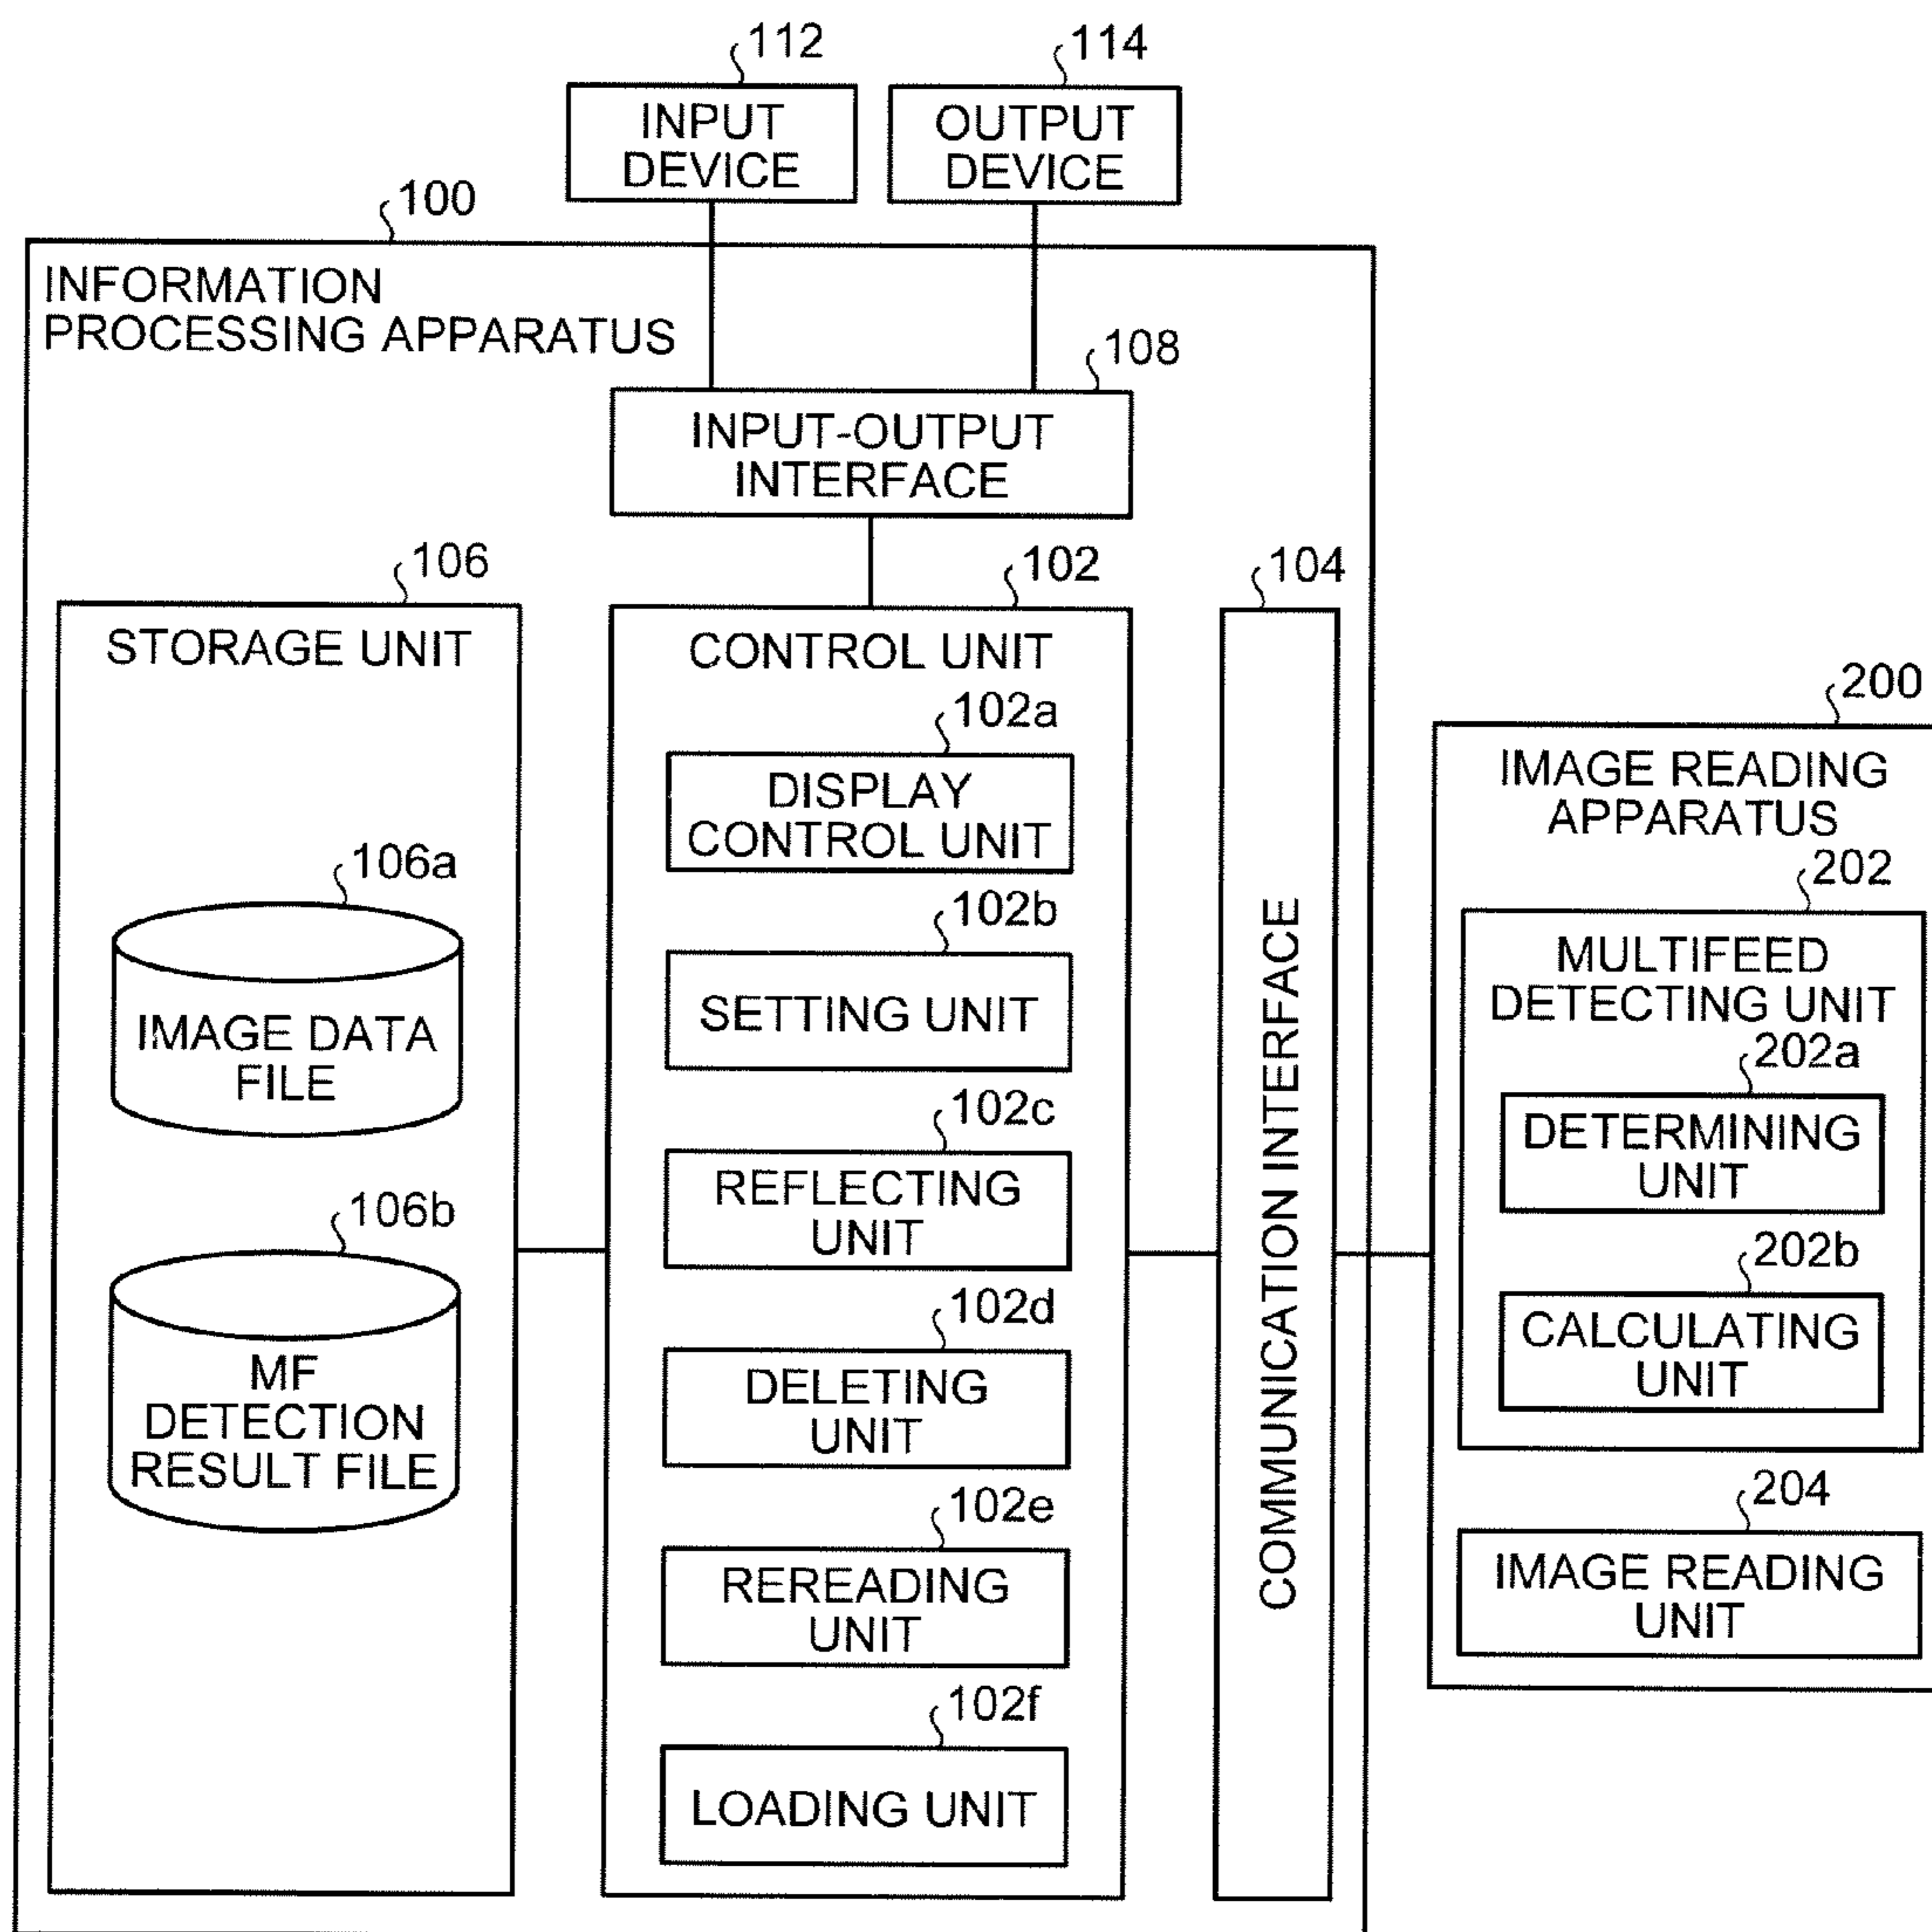 112
INPUT
DEVICE
114
OUTPUT
DEVICE
100
INFORMATION
PROCESSING APPARATUS
108
INPUT-OUTPUT
INTERFACE
106
STORAGE UNIT
106a
IMAGE DATA
FILE
106b
MF
DETECTION
RESULT FILE
102
CONTROL UNIT
102a
DISPLAY
CONTROL UNIT
102b
SETTING UNIT
102c
REFLECTING
UNIT
102d
DELETING
UNIT
102e
REREADING
UNIT
102f
LOADING UNIT
104
COMMUNICATION INTERFACE
200
IMAGE READING
APPARATUS
202
MULTIFEED
DETECTING UNIT
202a
DETERMINING
UNIT
202b
CALCULATING
UNIT
204
IMAGE READING
UNIT